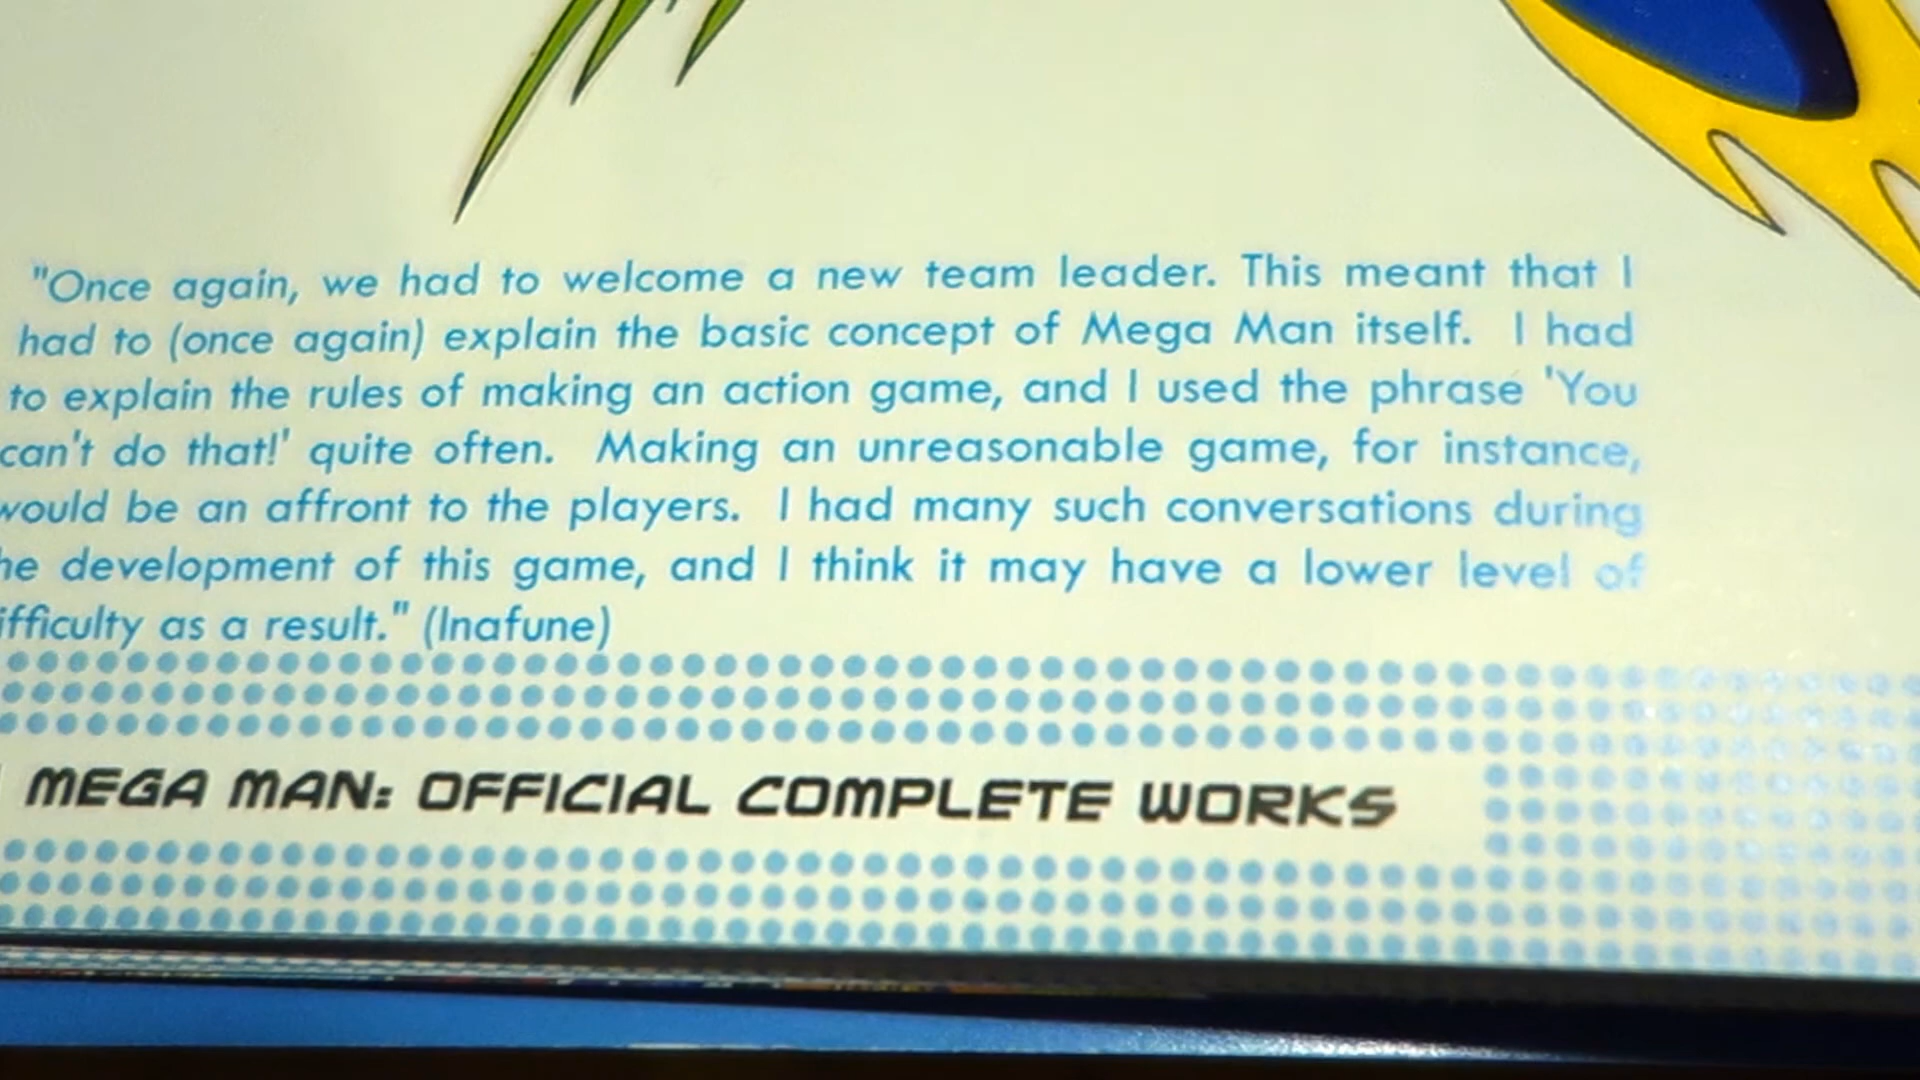 "Once again, we had to welcome a new team leader. This meant that I
had to (once again) explain the basic concept of Mega Man itself. I had
to explain the rules of making an action game, and I used the phrase 'You
can't do that!' quite often. Making an unreasonable game, for instance,
would be an affront to the players. I had many such conversations during
he development of this game, and I think it may have a lower level of
ifficulty as a result." (Inafune)
MEGA MAN: OFFICIAL COMPLETE WORKS